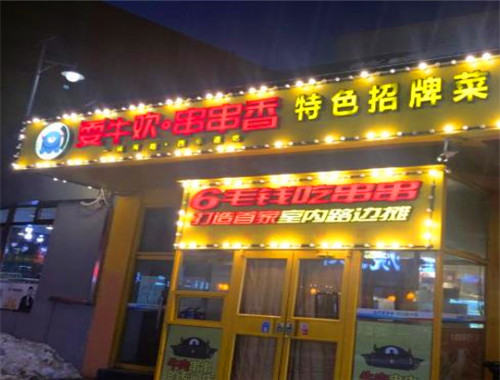 耍牛欢·串串香
特色招牌菜
6毛钱吃串串
打造首家室内路边摊